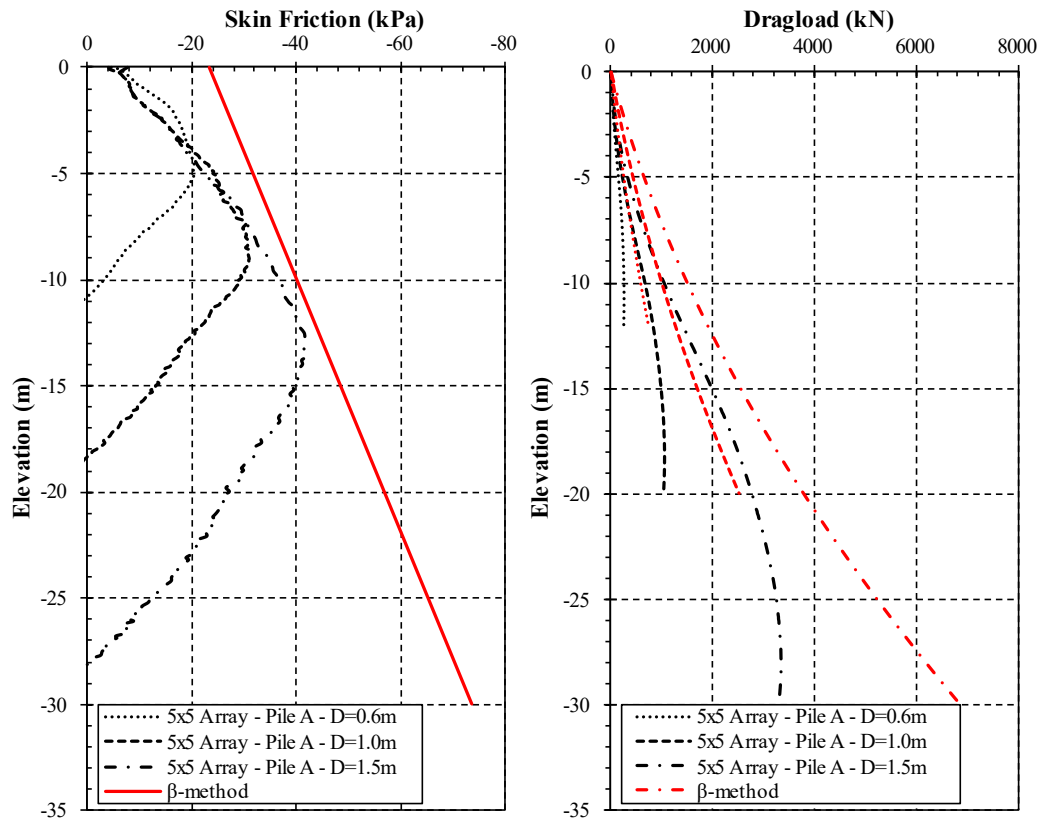 Skin Friction (kPa)
0 -20 -40 -60 -80
0
-5
-10
-15
-20
-25
-30
-35
Elevation (m)
5x5 Array - Pile A - D=0.6m
5x5 Array - Pile A - D=1.0m
5x5 Array - Pile A - D=1.5m
β-method
Dragload (kN)
0 2000 4000 6000 8000
0
-5
-10
-15
-20
-25
-30
-35
Elevation (m)
5x5 Array - Pile A - D=0.6m
5x5 Array - Pile A - D=1.0m
5x5 Array - Pile A - D=1.5m
β-method